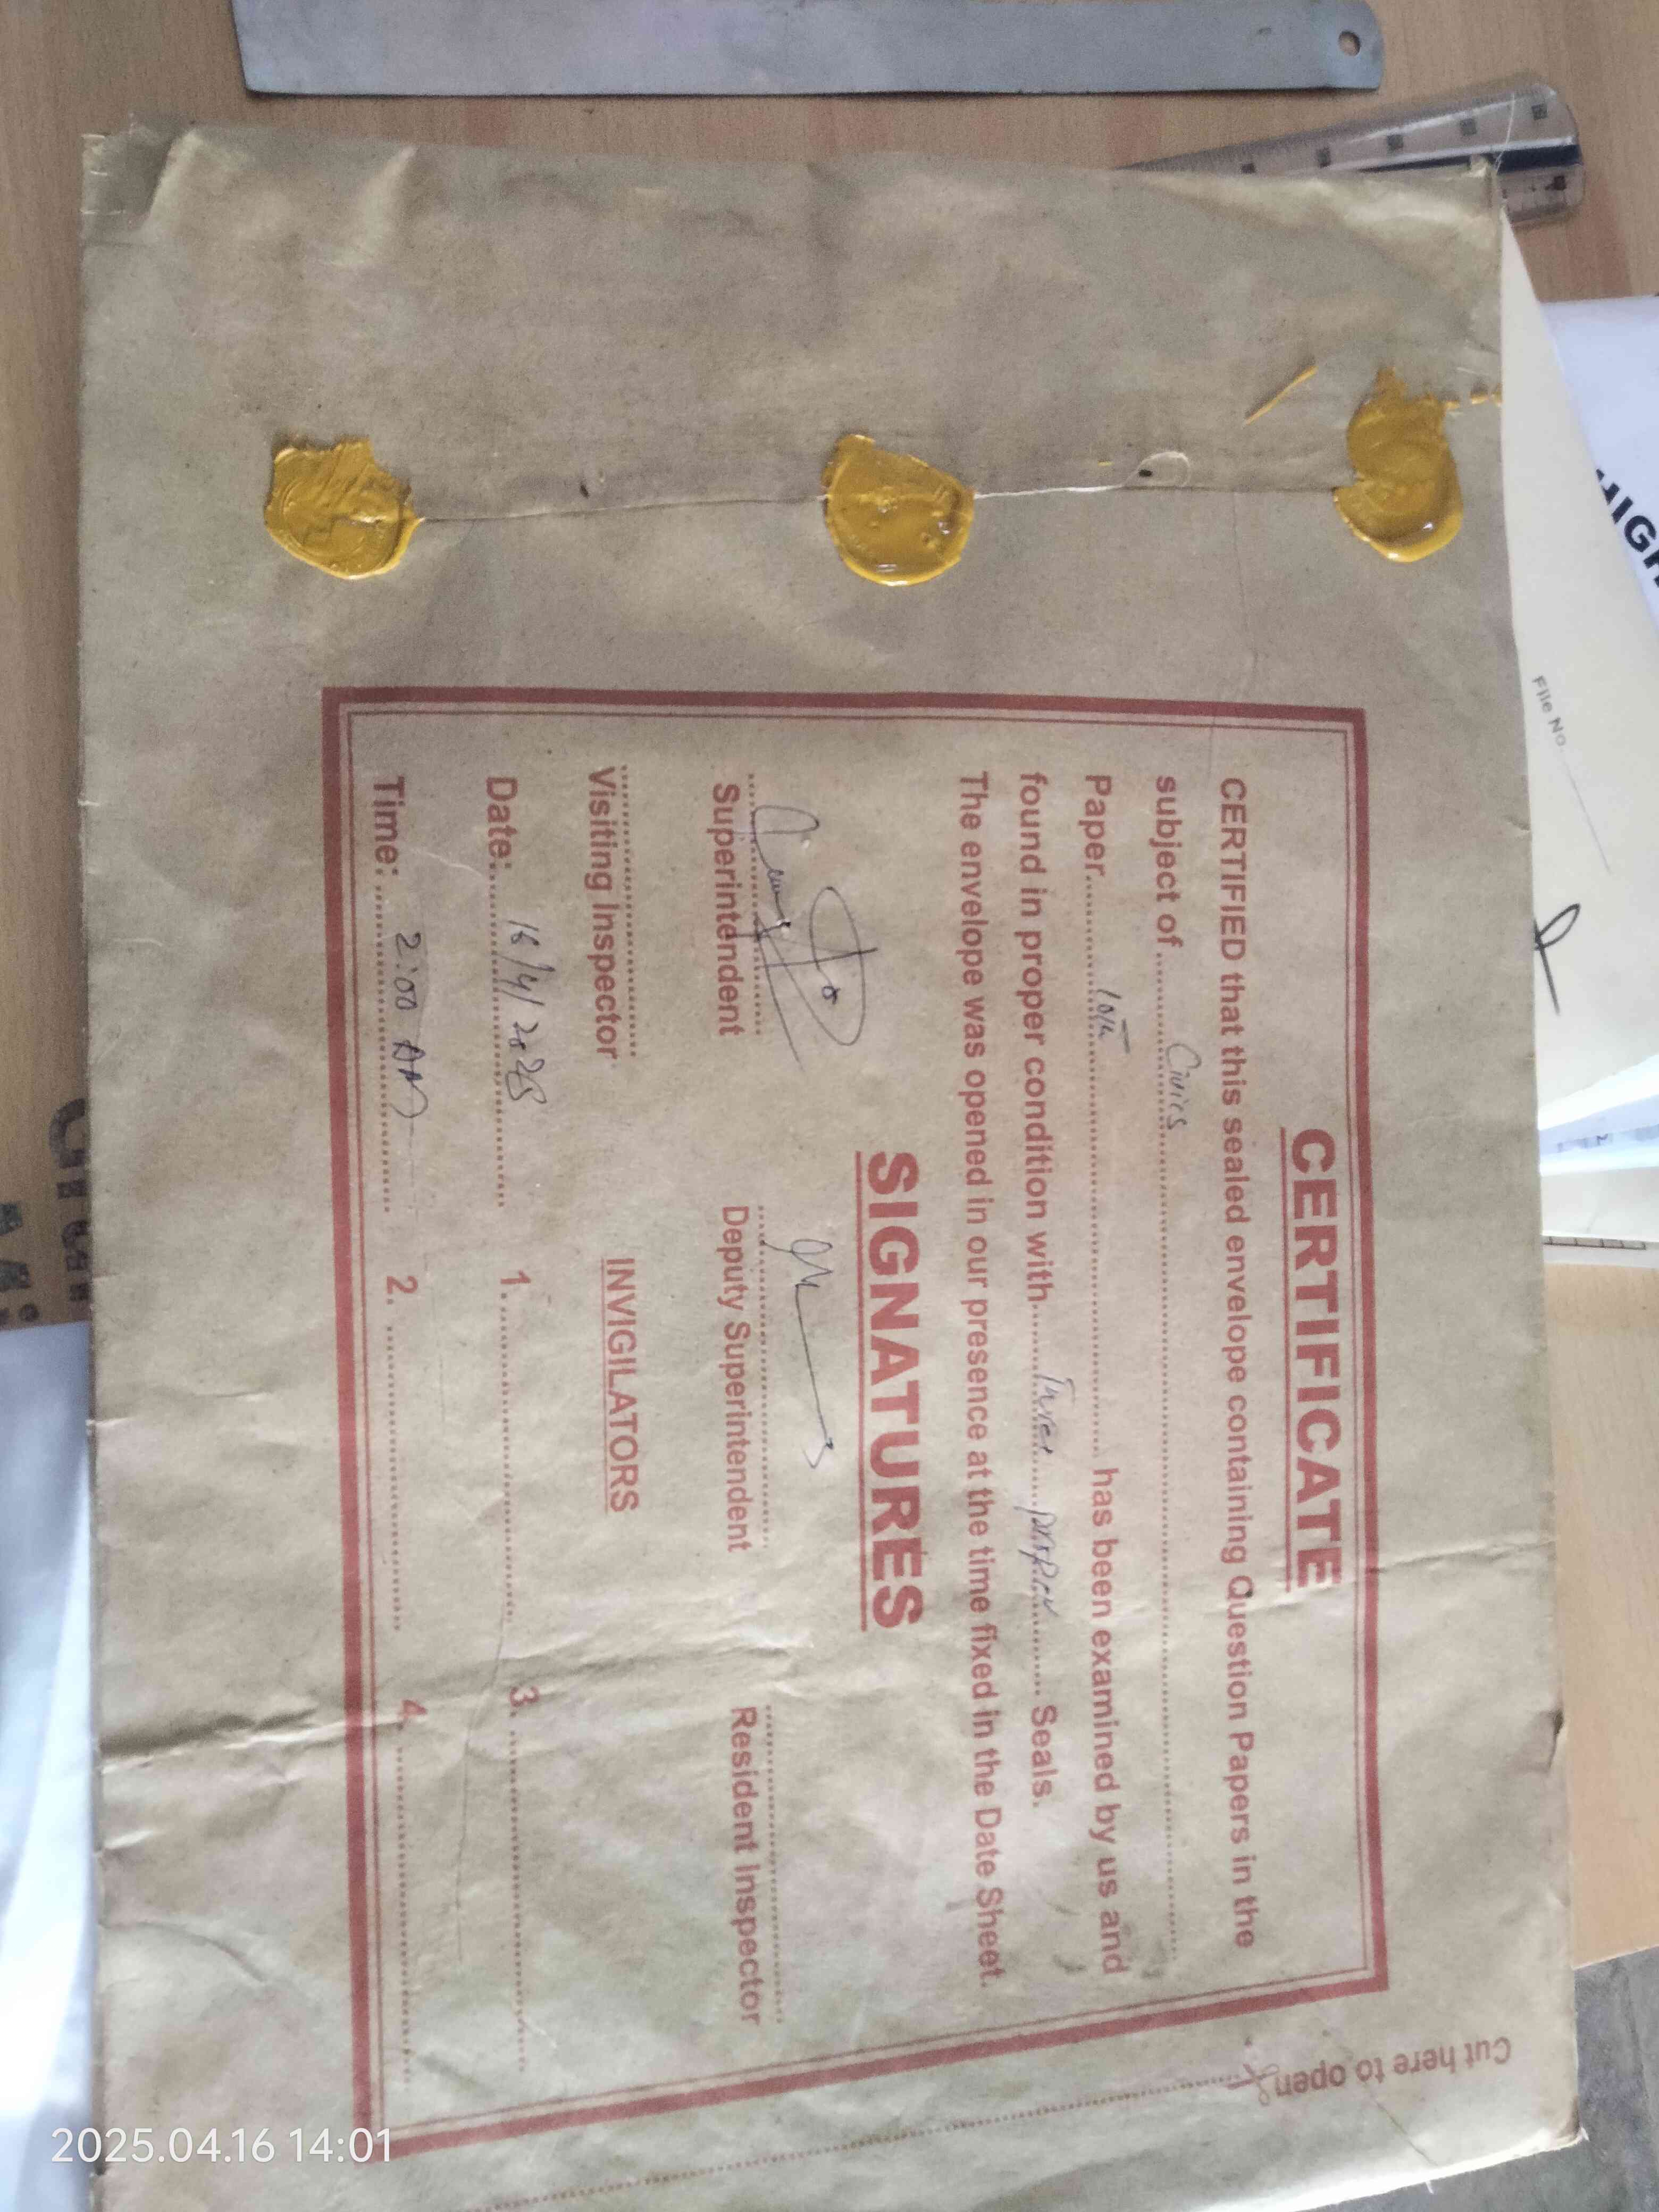 CERTIFICATE
CERTIFIED that this sealed envelope containing Question Papers in the
subject of Civics
Paper 10th has been examined by us and
found in proper condition with Three proper Seals.
The envelope was opened in our presence at the time fixed in the Date Sheet.
SIGNATURES
Superintendent Deputy Superintendent Resident Inspector
Visiting Inspector
INVIGILATORS
Date: 16/4/2025 1. 3.
Time: 2:00 2. 4.
Cut here to open
File No.
2025.04.16 14:01